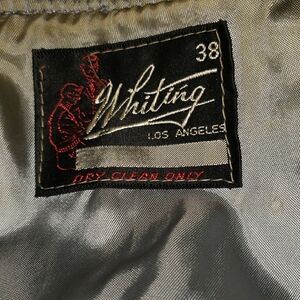 38
Whiting
LOS ANGELES
DRY CLEAN ONLY